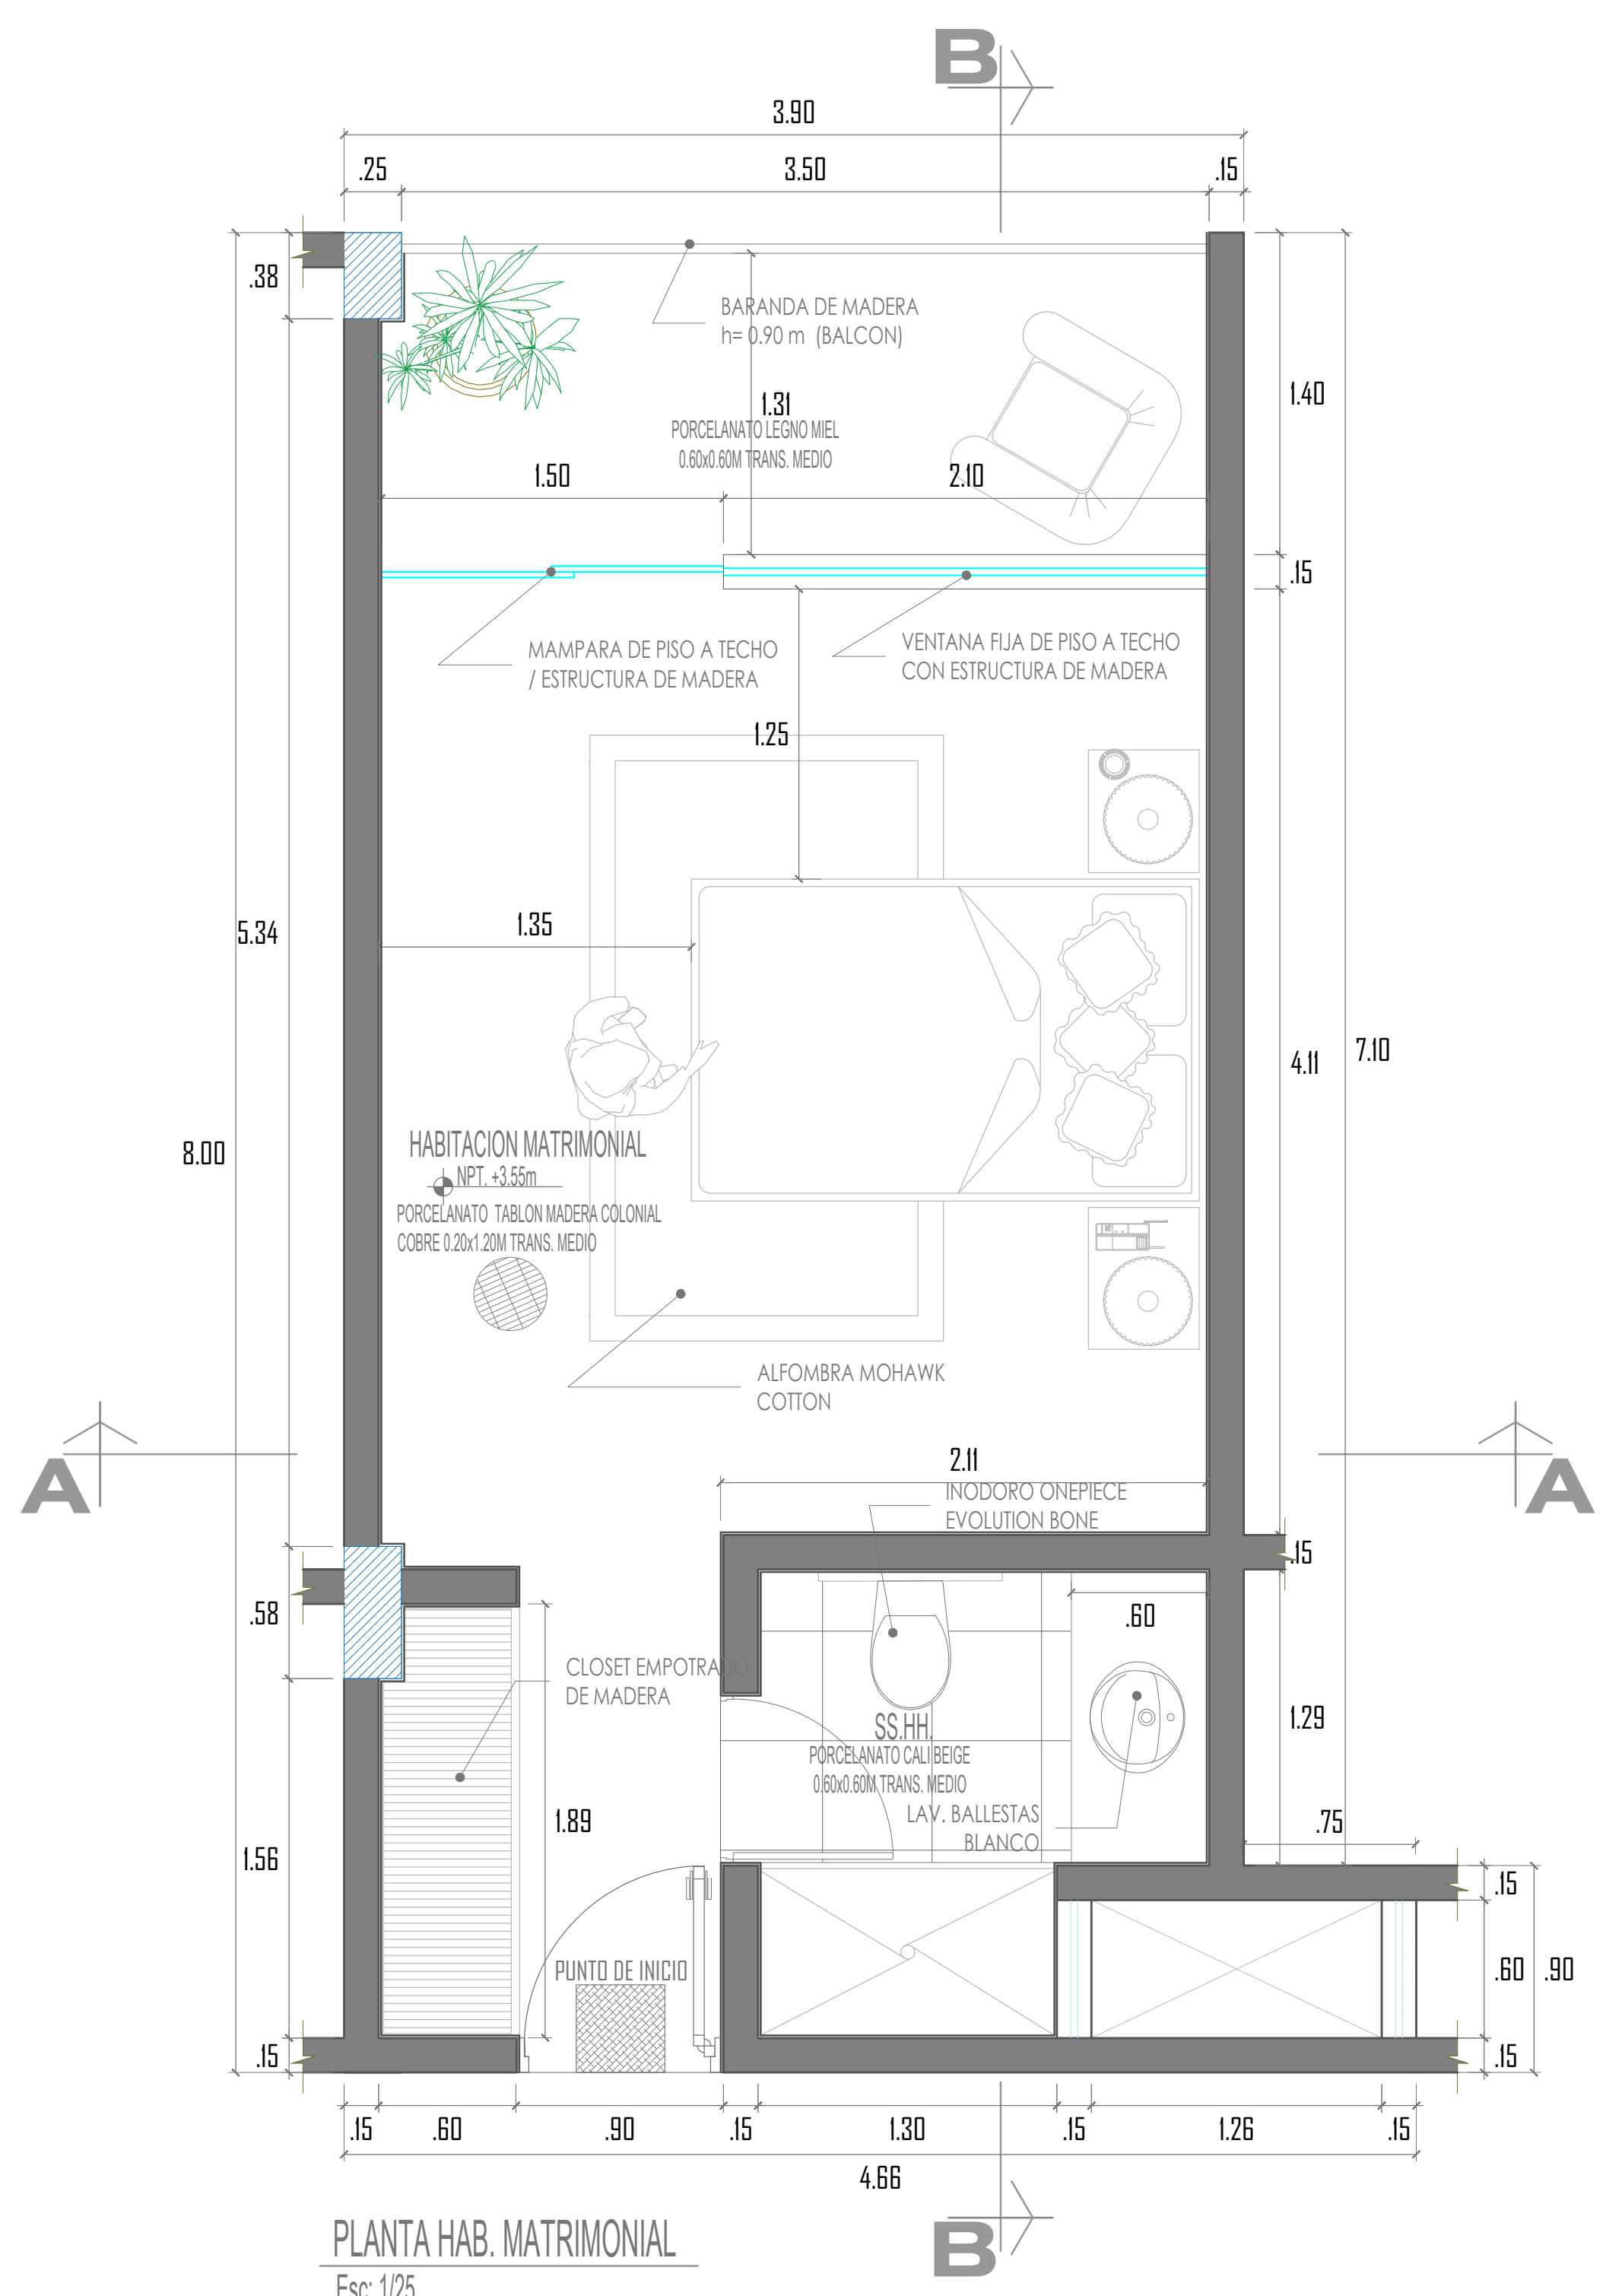 B
3.90
.25
3.50
.15
.38
BARANDA DE MADERA
h= 0.90 m (BALCON)
1.40
1.31
PORCELANATO LEGNO MIEL
0.60x0.60M TRANS. MEDIO
1.50
2.10
.15
MAMPARA DE PISO A TECHO
/ ESTRUCTURA DE MADERA
VENTANA FIJA DE PISO A TECHO
CON ESTRUCTURA DE MADERA
1.25
5.34
1.35
4.11
7.10
8.00
HABITACION MATRIMONIAL
NPT. +3.55m
PORCELANATO TABLON MADERA COLONIAL
COBRE 0.20x1.20M TRANS. MEDIO
ALFOMBRA MOHAWK
COTTON
A
A
2.11
INODORO ONEPIECE
EVOLUTION BONE
.15
.58
.60
CLOSET EMPOTRADO
DE MADERA
1.29
SS.HH.
PORCELANATO CALI BEIGE
0.60x0.60M TRANS. MEDIO
LAV. BALLESTAS
BLANCO
1.89
.75
1.56
.15
PUNTO DE INICIO
.60
.90
.15
.15
.15
.60
.90
.15
1.30
.15
1.26
.15
4.66
B
PLANTA HAB. MATRIMONIAL
Esc: 1/25